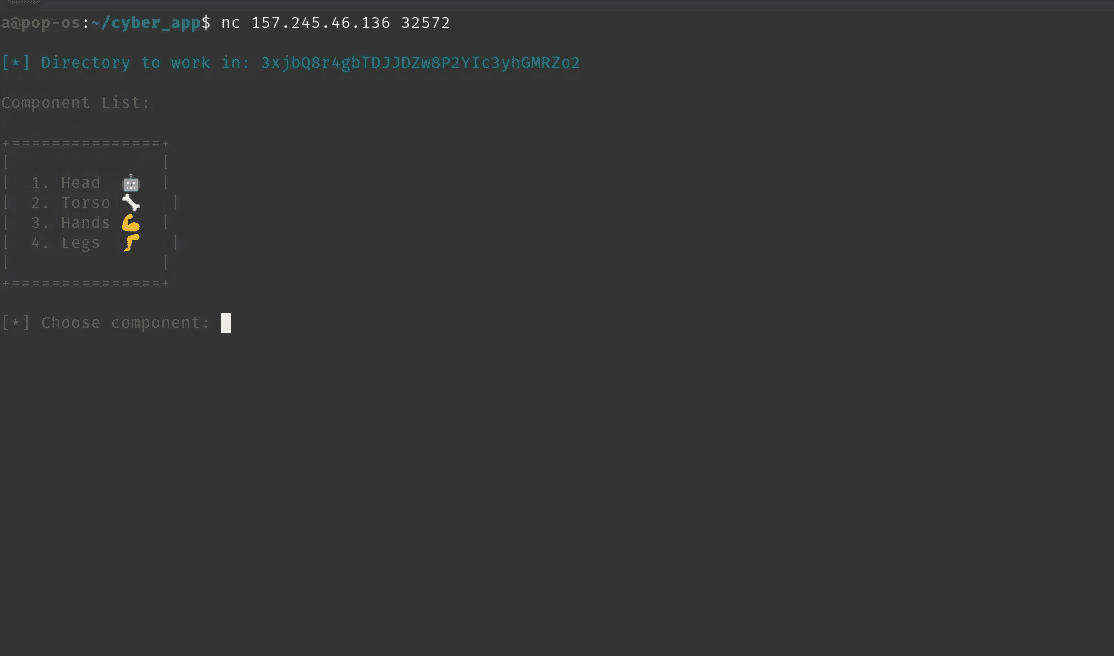 a@pop-os:~/cyber_app$ nc 157.245.46.136 32572
[*] Directory to work in: 3xjbQ8r4gbTDJJDZw8P2YIc3yhGMRZo2
Component List:
+===============+
[               [
|  1. Head  🤖  |
|  2. Torso 🦴   |
|  3. Hands 💪  |
|  4. Legs  🦵   |
|               |
+===============+
[*] Choose component: